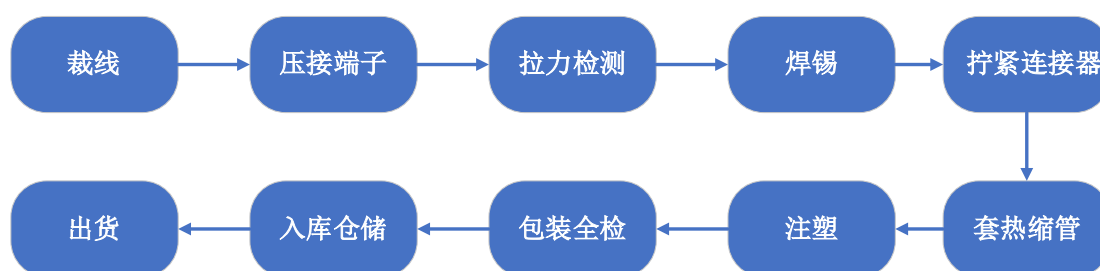 裁线
压接端子
拉力检测
焊锡
拧紧连接器
套热缩管
注塑
包装全检
入库仓储
出货